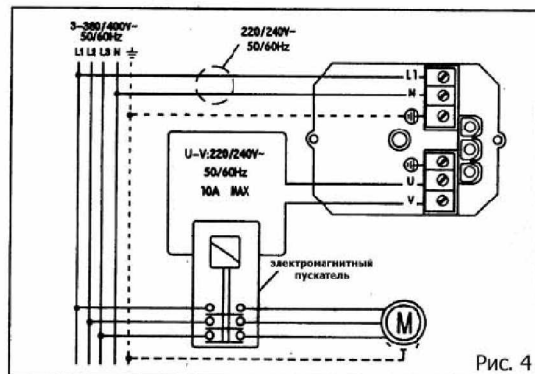 3~380/400V~
50/60Hz
L1 L2 L3 N
220/240V~
50/60Hz
L1
N
U-V:220/240V~
50/60Hz
10A MAX
U
V
электромагнитный
пускатель
M
Рис. 4